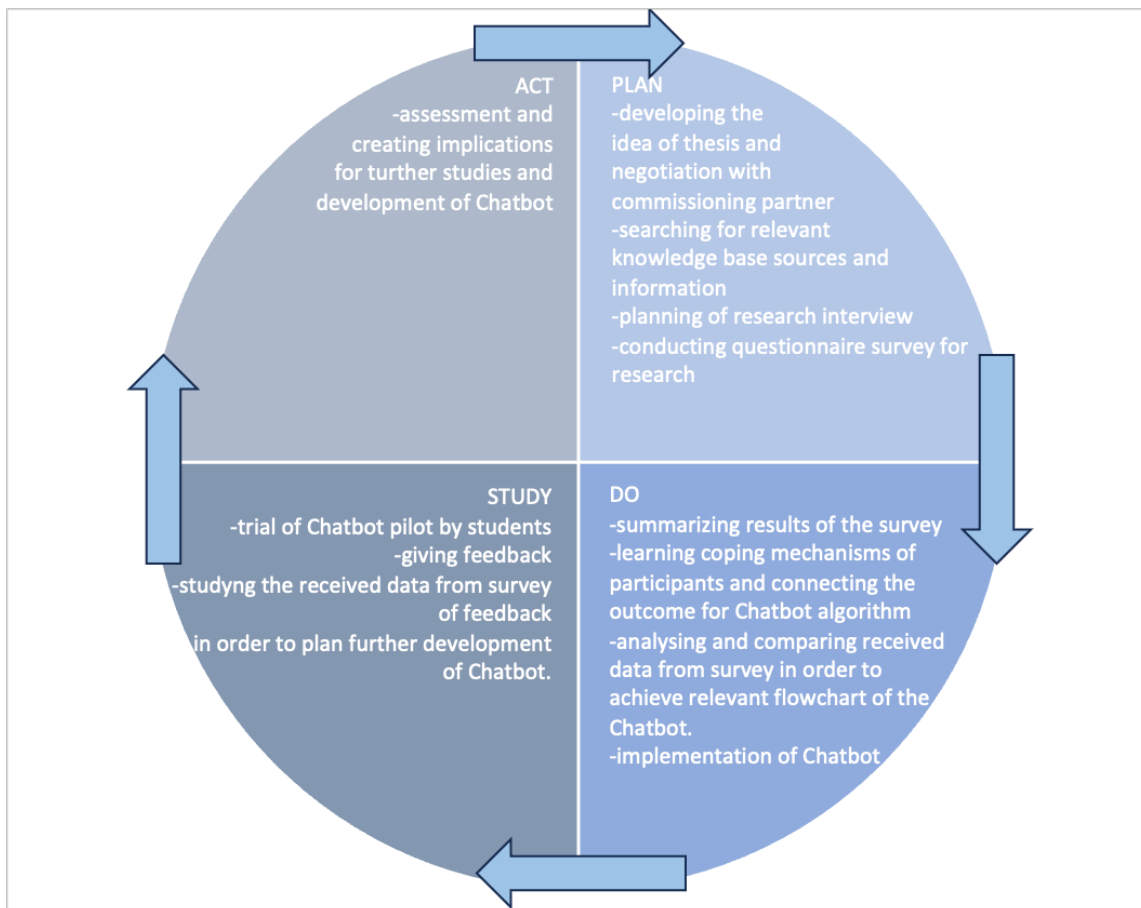 ACT
-assessment and
creating implications
for turther studies and
development of Chatbot
PLAN
-developing the
idea of thesis and
negotiation with
commissioning partner
-searching for relevant
knowledge base sources and
information
-planning of research interview
-conducting questionnaire survey for
research
STUDY
-trial of Chatbot pilot by students
-giving feedback
-studyng the received data from survey
of feedback
in order to plan further development
of Chatbot.
DO
-summarizing results of the survey
-learning coping mechanisms of
participants and connecting the
outcome for Chatbot algorithm
-analysing and comparing received
data from survey in order to
achieve relevant flowchart of the
Chatbot.
-implementation of Chatbot